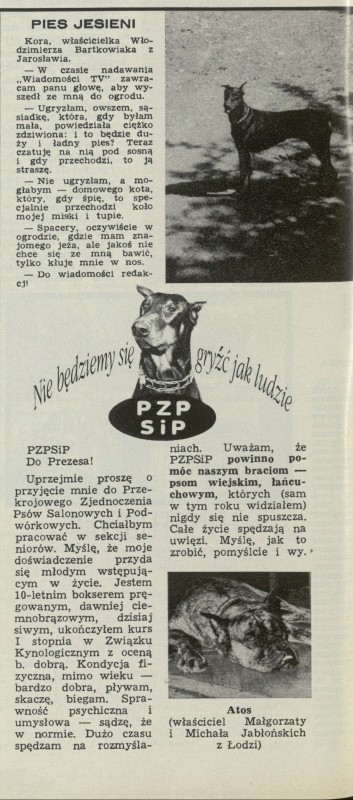 PIES JESIENI
Kora, właścicielka Wło-
dzimierza Bartkowiaka z
Jarosławia.
— W czasie nadawania
„Wiadomości TV” zawra-
cam panu głowę, aby wy-
szedł ze mną do ogrodu.
— Ugryzłam, owszem, są-
siadkę, która, gdy byłam
mała, powiedziała ciężko
zdziwiona: i to będzie du-
ży i ładny pies? Teraz
czatuję na nią pod sosną
i gdy przechodzi, to ją
straszę.
— Nie ugryzłam, a mo-
głabym — domowego kota,
który, gdy śpię, to spe-
cjalnie przechodzi koło
mojej miski i tupie.
— Spacery, oczywiście w
ogrodzie, gdzie mam zna-
jomego jeża, ale jakoś nie
chce się ze mną bawić,
tylko kłuje mnie w nos.
— Do wiadomości redak-
cji!
Nie będziemy się gryźć jak ludzie
PZP
SiP
PZPSiP
Do Prezesa!
Uprzejmie proszę o
przyjęcie mnie do Prze-
krojowego Zjednoczenia
Psów Salonowych i Pod-
wórkowych. Chciałbym
pracować w sekcji se-
niorów. Myślę, że moje
doświadczenie przyda
się młodym wstępują-
cym w życie. Jestem
10-letnim bokserem prę-
gowanym, dawniej cie-
mnobrązowym, dzisiaj
siwym, ukończyłem kurs
I stopnia w Związku
Kynologicznym z oceną
b. dobrą. Kondycja fi-
zyczna, mimo wieku —
bardzo dobra, pływam,
skaczę, biegam. Spra-
wność psychiczna i
umysłowa — sądzę, że
w normie. Dużo czasu
spędzam na rozmyśla-
niach. Uważam, że
PZPSiP powinno po-
móc naszym braciom —
psom wiejskim, łańcu-
chowym, których (sam
w tym roku widziałem)
nigdy się nie spuszcza.
Całe życie spędzają na
uwięzi. Myślę, jak to
zrobić, pomyślcie i wy.
Atos
(właściciel Małgorzaty
i Michała Jabłońskich
z Łodzi)